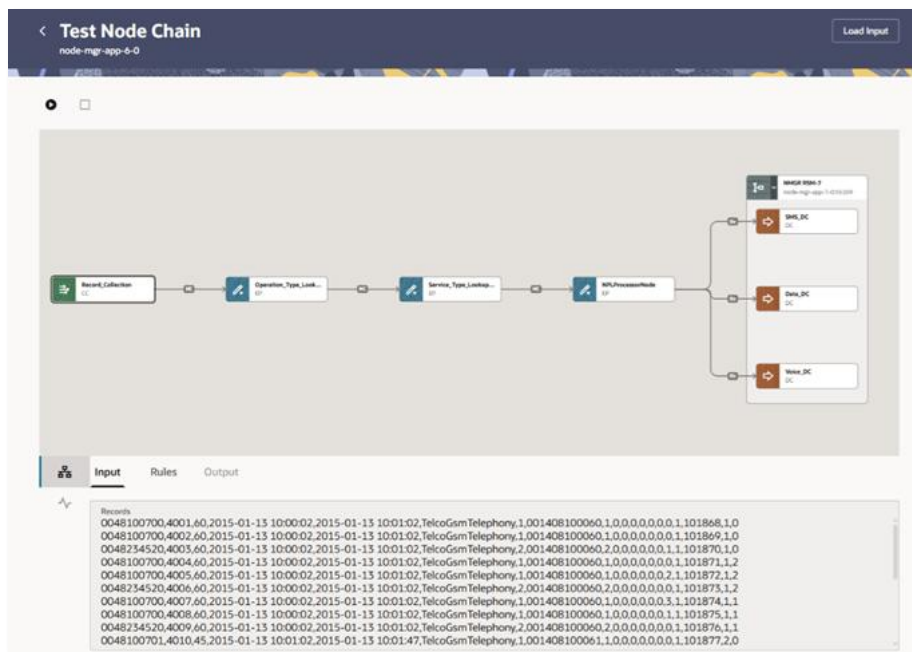 Test Node Chain
node-mgr-app-6-0
Load Input
NMGR RSM-7
SMS_DC
DC
Record_Collection
CC
Operation_Type_Look...
EP
Service_Type_Lookup...
EP
NPLProcessorNode
EP
Data_DC
DC
Voice_DC
DC
Input
Rules
Output
Records
0048100700,4001,60,2015-01-13 10:00:02,2015-01-13 10:01:02,TelcoGsmTelephony,1,001408100060,1,0,0,0,0,0,0,0,1,101868,1,0
0048100700,4002,60,2015-01-13 10:00:02,2015-01-13 10:01:02,TelcoGsmTelephony,1,001408100060,1,0,0,0,0,0,0,0,1,101869,1,0
0048234520,4003,60,2015-01-13 10:00:02,2015-01-13 10:01:02,TelcoGsmTelephony,2,001408100060,2,0,0,0,0,0,1,1,101870,1,0
0048100700,4004,60,2015-01-13 10:00:02,2015-01-13 10:01:02,TelcoGsmTelephony,1,001408100060,1,0,0,0,0,0,0,1,101871,1,2
0048100700,4005,60,2015-01-13 10:00:02,2015-01-13 10:01:02,TelcoGsmTelephony,1,001408100060,1,0,0,0,0,0,2,1,101872,1,2
0048234520,4006,60,2015-01-13 10:00:02,2015-01-13 10:01:02,TelcoGsmTelephony,2,001408100060,2,0,0,0,0,0,0,1,101873,1,2
0048100700,4007,60,2015-01-13 10:00:02,2015-01-13 10:01:02,TelcoGsmTelephony,1,001408100060,1,0,0,0,0,0,3,1,101874,1,1
0048100700,4008,60,2015-01-13 10:00:02,2015-01-13 10:01:02,TelcoGsmTelephony,1,001408100060,1,0,0,0,0,0,0,1,101875,1,1
0048234520,4009,60,2015-01-13 10:00:02,2015-01-13 10:01:02,TelcoGsmTelephony,2,001408100060,2,0,0,0,0,0,0,1,101876,1,1
0048100701,4010,45,2015-01-13 10:01:02,2015-01-13 10:01:47,TelcoGsmTelephony,1,001408100061,1,0,0,0,0,0,0,1,101877,2,0